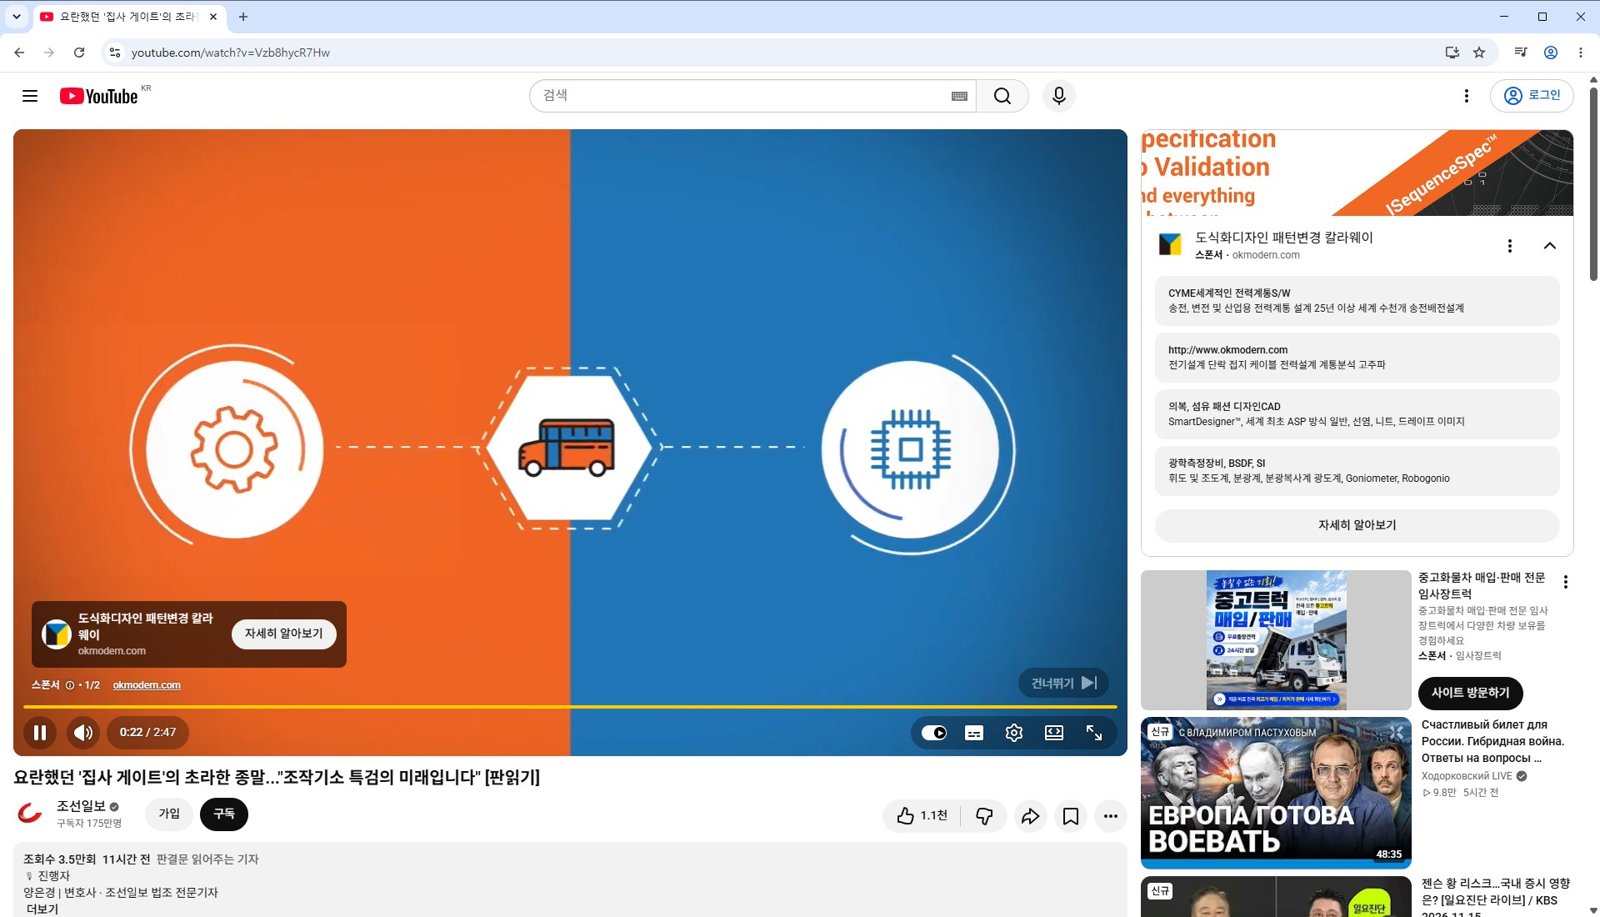 요란했던 '집사 게이트'의 초라한
youtube.com/watch?v=Vzb8hycR7Hw
YouTube KR
검색
로그인
pecification
Validation
nd everything
between
!SequenceSpec™
도식화디자인 패턴변경 칼라웨이
스폰서 · okmodern.com
CYME세계적인 전력계통S/W
송전, 변전 및 산업용 전력계통 설계 25년 이상 세계 수천개 송전배전설계
http://www.okmodern.com
전기설계 단락 접지 케이블 전력설계 계통분석 고주파
의복, 섬유 패션 디자인CAD
SmartDesigner™, 세계 최초 ASP 방식 일반, 선염, 니트, 드레이프 이미지
광학측정장비, BSDF, SI
휘도 및 조도계, 분광계, 분광복사계 광도계, Goniometer, Robogonio
자세히 알아보기
도식화디자인 패턴변경 칼라
웨이
okmodern.com
자세히 알아보기
스폰서 · 1/2 okmodern.com
건너뛰기
0:22 / 2:47
요란했던 '집사 게이트'의 초라한 종말..."조작기소 특검의 미래입니다" [판읽기]
조선일보
구독자 175만명
가입
구독
1.1천
조회수 3.5만회 11시간 전 판결문 읽어주는 기자
진행자
양은경 | 변호사 · 조선일보 법조 전문기자
더보기
중고트럭
매입/판매
무료출장견적
24시간 상담
중고화물차 매입·판매 전문
임사장트럭
중고화물차 매입·판매 전문 임사
장트럭에서 다양한 차량 보유를
경험하세요
스폰서 · 임사장트럭
사이트 방문하기
신규
С ВЛАДИМИРОМ ПАСТУХОВЫМ
ЕВРОПА ГОТОВА
ВОЕВАТЬ
48:35
Счастливый билет для
России. Гибридная война.
Ответы на вопросы ...
Ходорковский LIVE
9.8만 5시간 전
신규
일요진단
젠슨 황 리스크...국내 증시 영향
은? [일요진단 라이브] / KBS